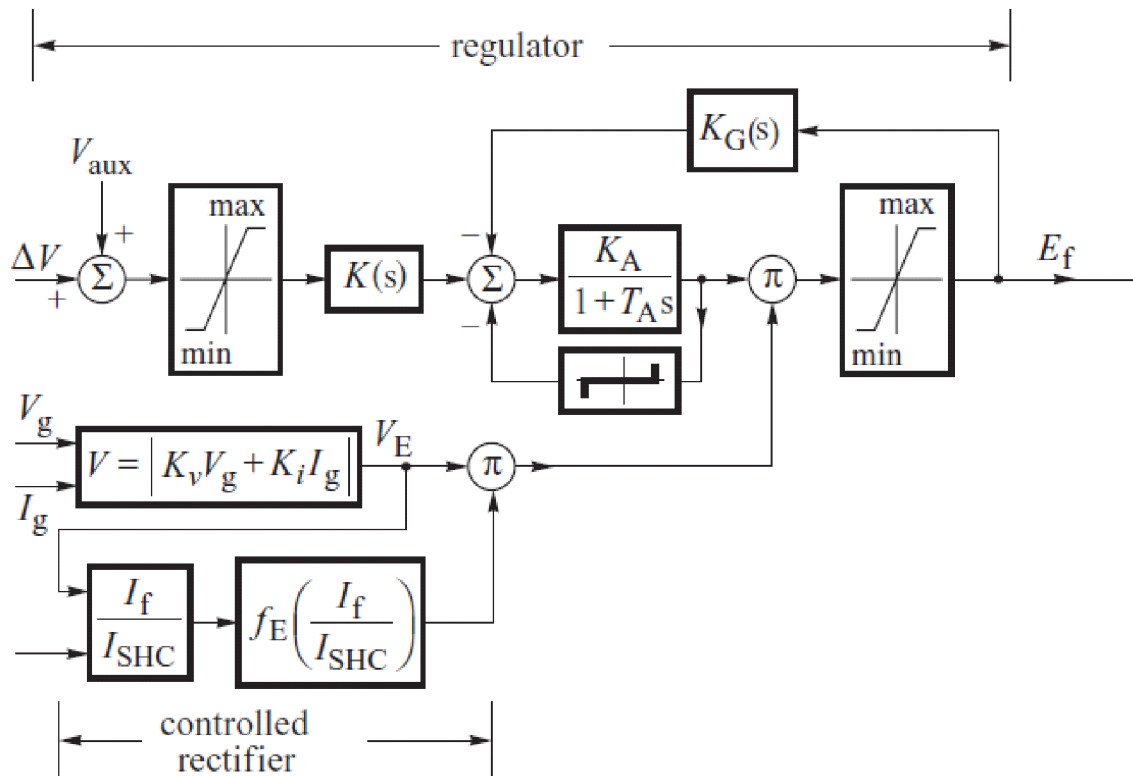 regulator
K_G(s)
V_aux
+
ΔV
+
Σ
max
min
K(s)
−
Σ
−
K_A
1 + T_A s
π
max
min
E_f
V_g
I_g
V = | K_v V_g + K_i I_g |
V_E
π
I_f
I_SHC
f_E ( I_f / I_SHC )
controlled
rectifier